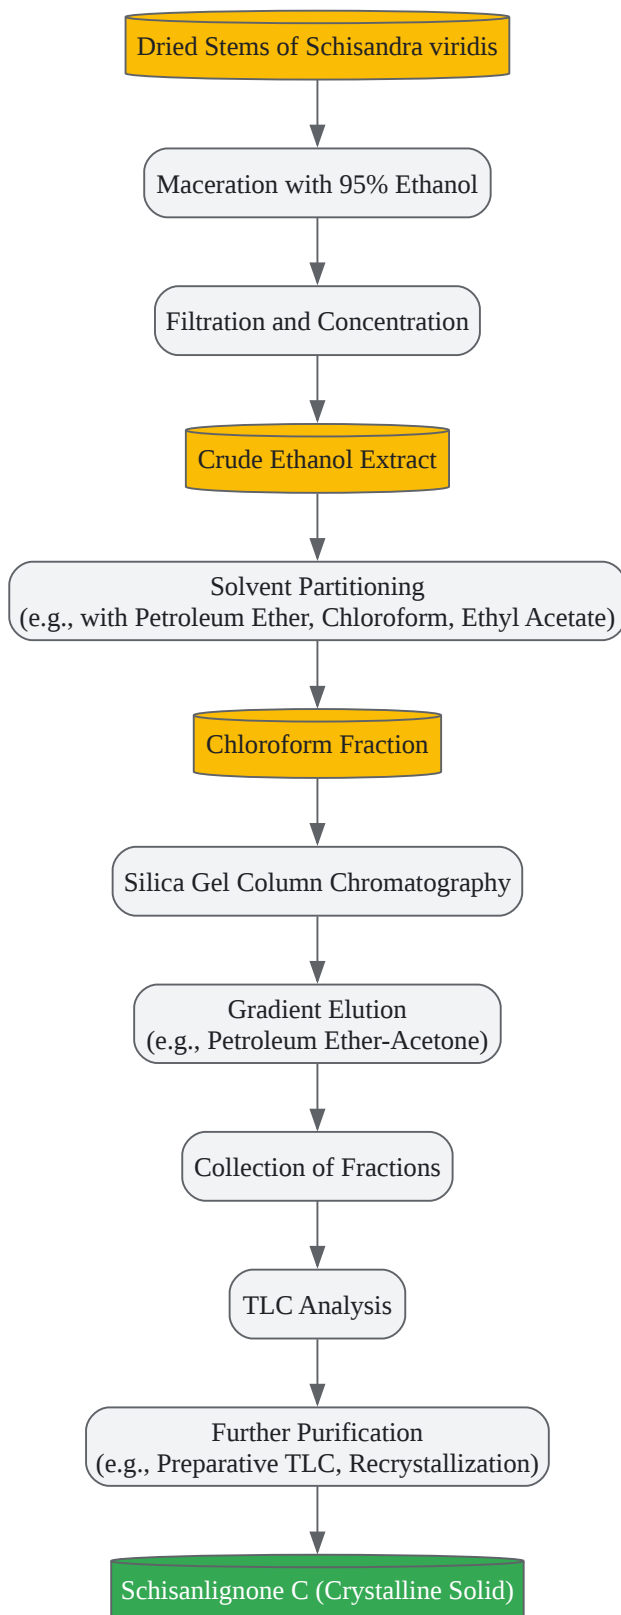 Dried Stems of Schisandra viridis
Maceration with 95% Ethanol
Filtration and Concentration
Crude Ethanol Extract
Solvent Partitioning
(e.g., with Petroleum Ether, Chloroform, Ethyl Acetate)
Chloroform Fraction
Silica Gel Column Chromatography
Gradient Elution
(e.g., Petroleum Ether-Acetone)
Collection of Fractions
TLC Analysis
Further Purification
(e.g., Preparative TLC, Recrystallization)
Schisanlignone C (Crystalline Solid)